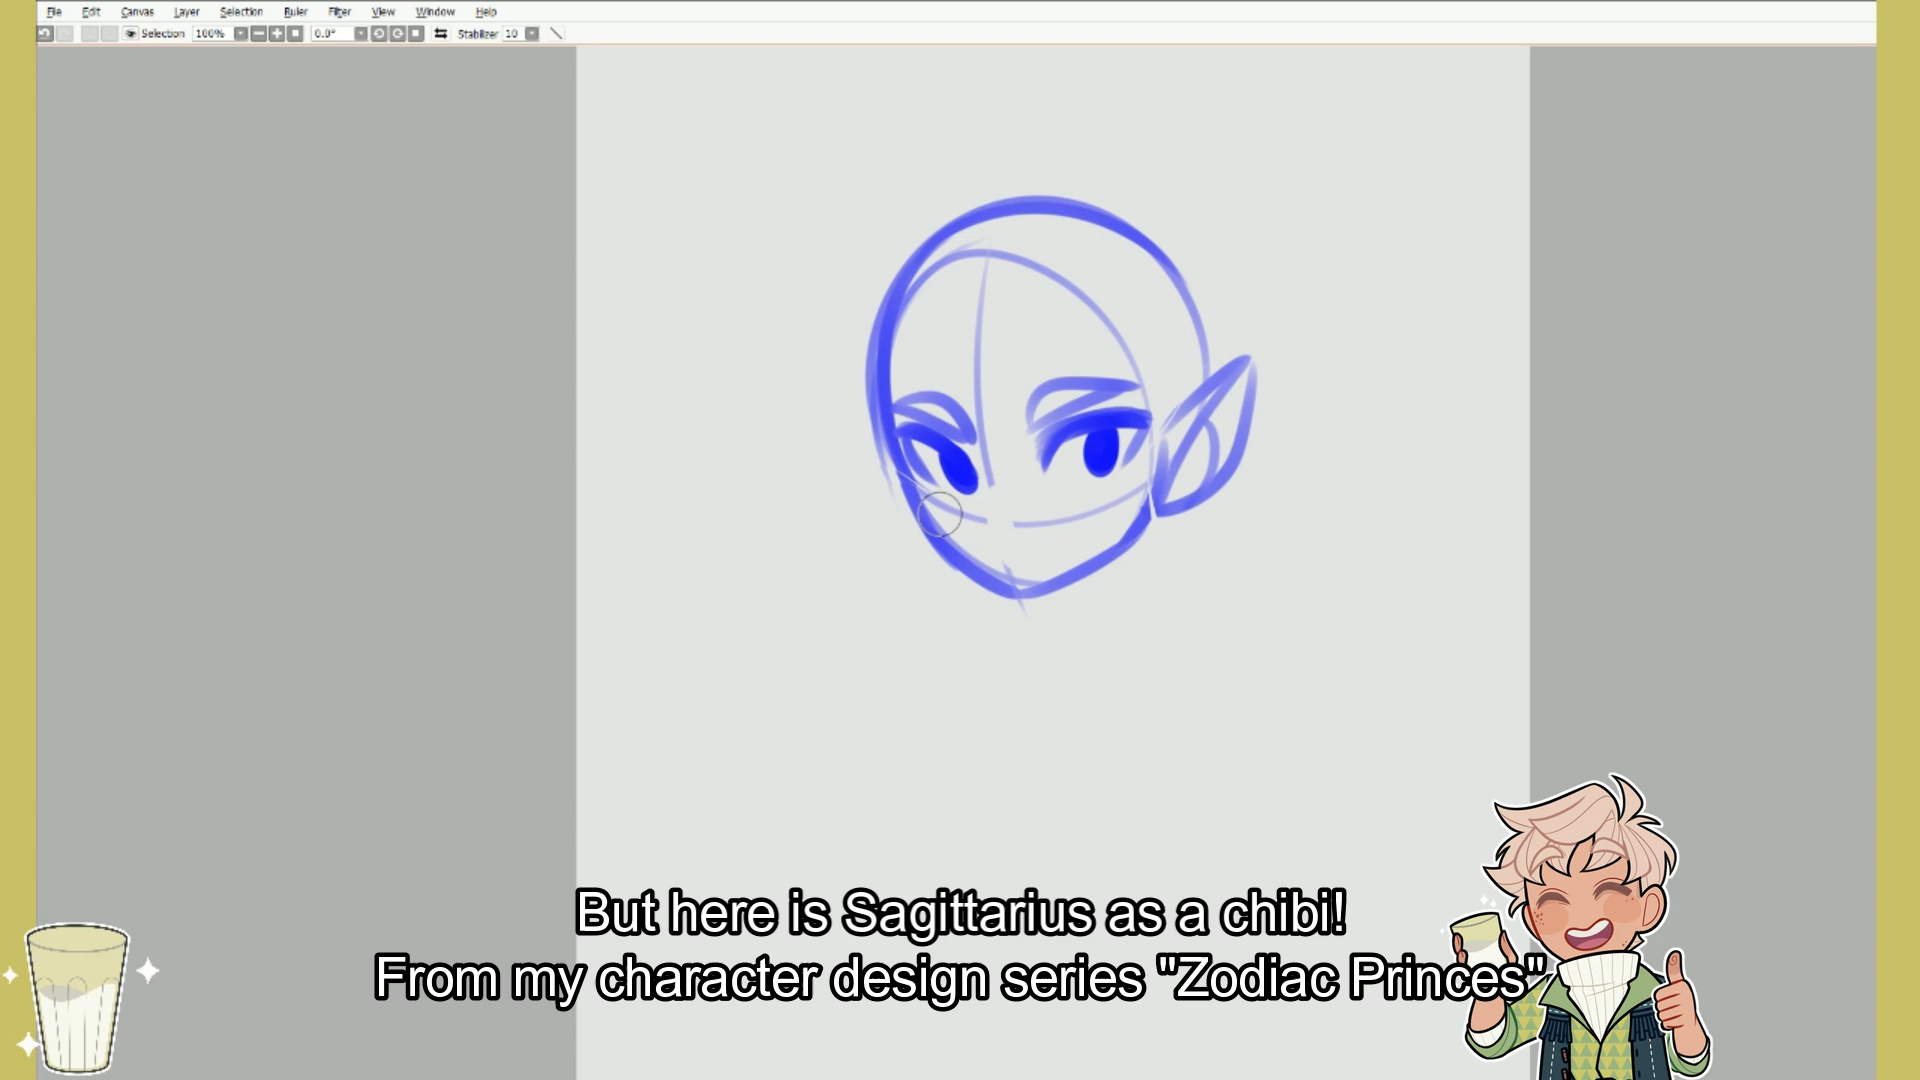 File Edit Canvas Layer Selection Ruler Filter View Window Help
Selection 100% 0.0° Stabilizer 10
But here is Sagittarius as a chibi!
From my character design series "Zodiac Princes"